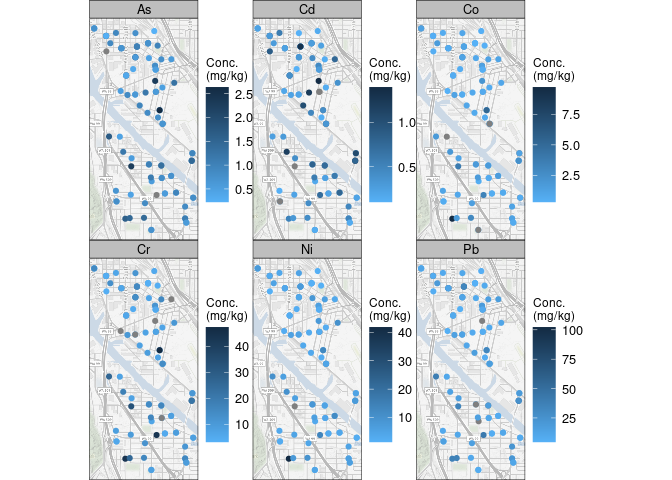 As
Cd
Co
Conc.
(mg/kg)
2.5
2.0
1.5
1.0
0.5
Conc.
(mg/kg)
1.0
0.5
Conc.
(mg/kg)
7.5
5.0
2.5
Cr
Ni
Pb
Conc.
(mg/kg)
40
30
20
10
Conc.
(mg/kg)
40
30
20
10
Conc.
(mg/kg)
100
75
50
25